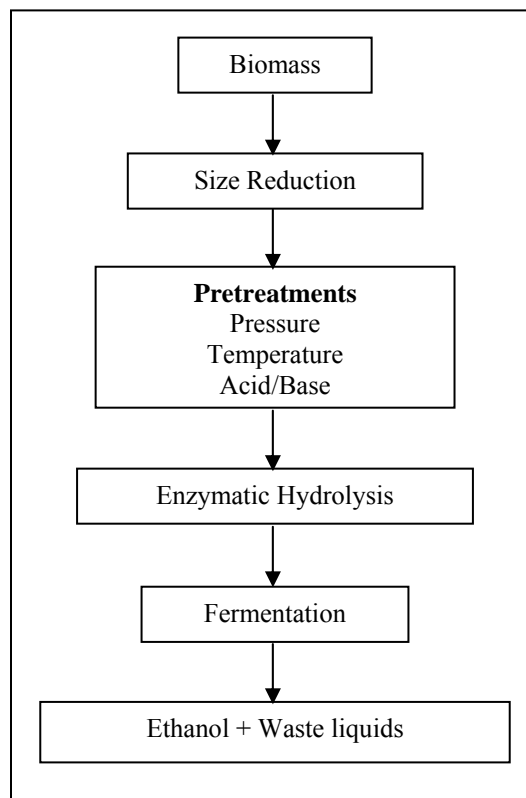 Biomass
Size Reduction
Pretreatments
Pressure
Temperature
Acid/Base
Enzymatic Hydrolysis
Fermentation
Ethanol + Waste liquids